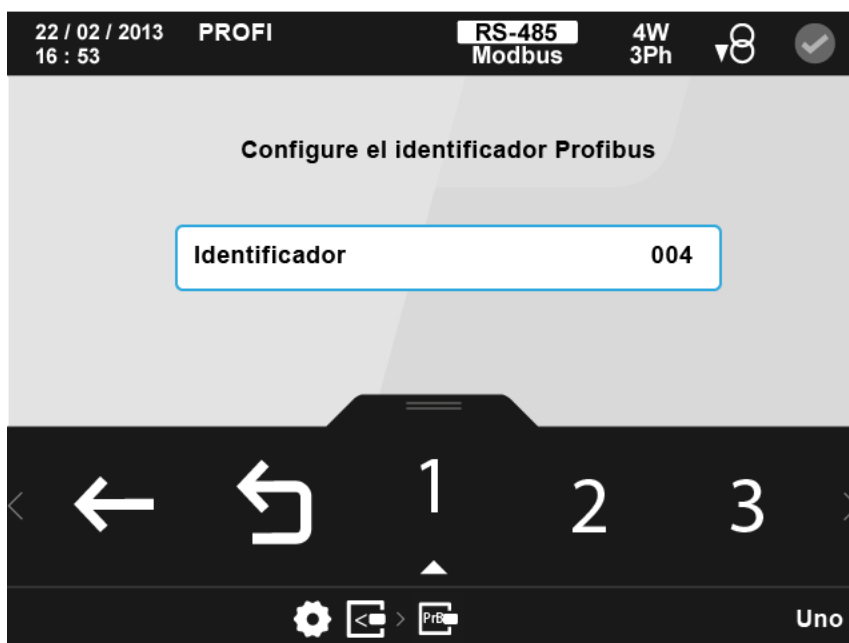 22 / 02 / 2013 PROFI RS-485 4W
16 : 53 Modbus 3Ph
Configure el identificador Profibus
Identificador 004
1 2 3
PrB
Uno